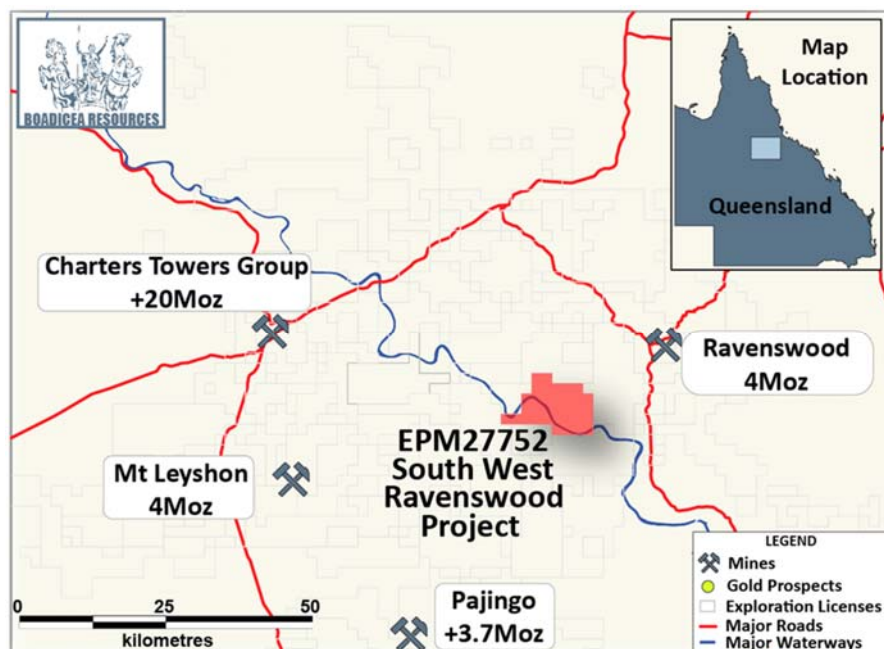 BOADICEA RESOURCES
Map
Location
Queensland
Charters Towers Group
+20Moz
Ravenswood
4Moz
EPM27752
South West
Ravenswood
Project
Mt Leyshon
4Moz
Pajingo
+3.7Moz
0 25 50
kilometres
LEGEND
Mines
Gold Prospects
Exploration Licenses
Major Roads
Major Waterways